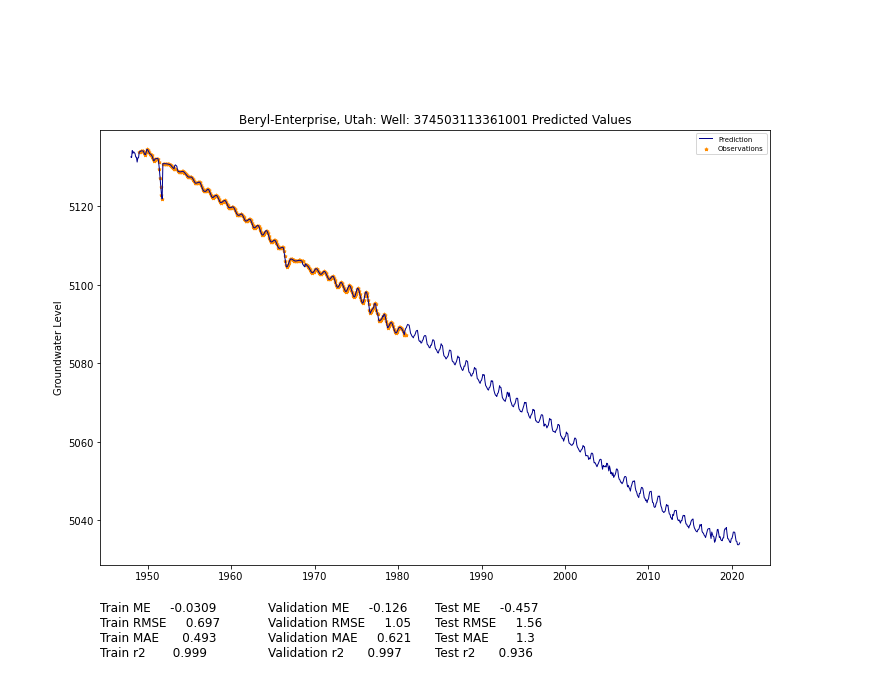 Beryl-Enterprise, Utah: Well: 374503113361001 Predicted Values
Prediction
Observations
Groundwater Level
5120
5100
5080
5060
5040
1950 1960 1970 1980 1990 2000 2010 2020
Train ME -0.0309 Validation ME -0.126 Test ME -0.457
Train RMSE 0.697 Validation RMSE 1.05 Test RMSE 1.56
Train MAE 0.493 Validation MAE 0.621 Test MAE 1.3
Train r2 0.999 Validation r2 0.997 Test r2 0.936